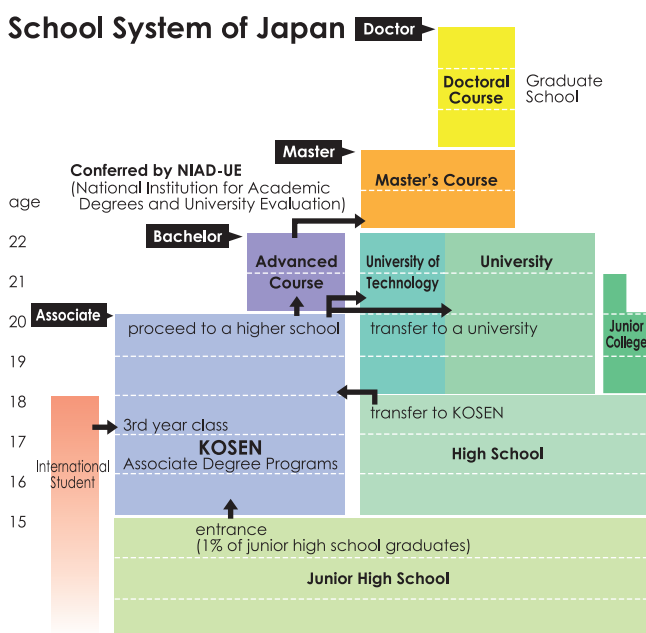 School System of Japan
Doctor
Doctoral
Course
Graduate
School
Master
Master's Course
Conferred by NIAD-UE
(National Institution for Academic
Degrees and University Evaluation)
age
22
Bachelor
Advanced
Course
University of
Technology
University
21
20
Associate
proceed to a higher school
transfer to a university
Junior
College
19
18
transfer to KOSEN
3rd year class
17
KOSEN
Associate Degree Programs
High School
International
Student
16
15
entrance
(1% of junior high school graduates)
Junior High School